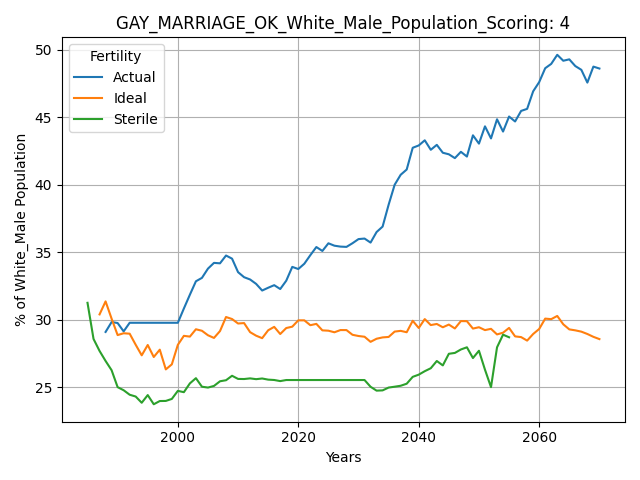 GAY_MARRIAGE_OK_White_Male_Population_Scoring: 4
Fertility
Actual
Ideal
Sterile
% of White_Male Population
50
45
40
35
30
25
2000
2020
2040
2060
Years